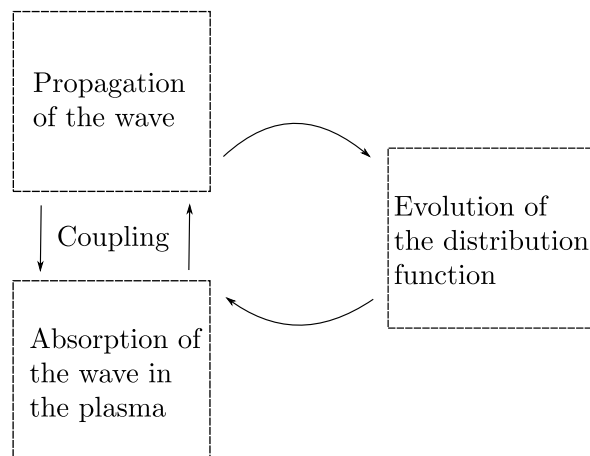 Propagation
of the wave
Coupling
Absorption of
the wave in
the plasma
Evolution of
the distribution
function